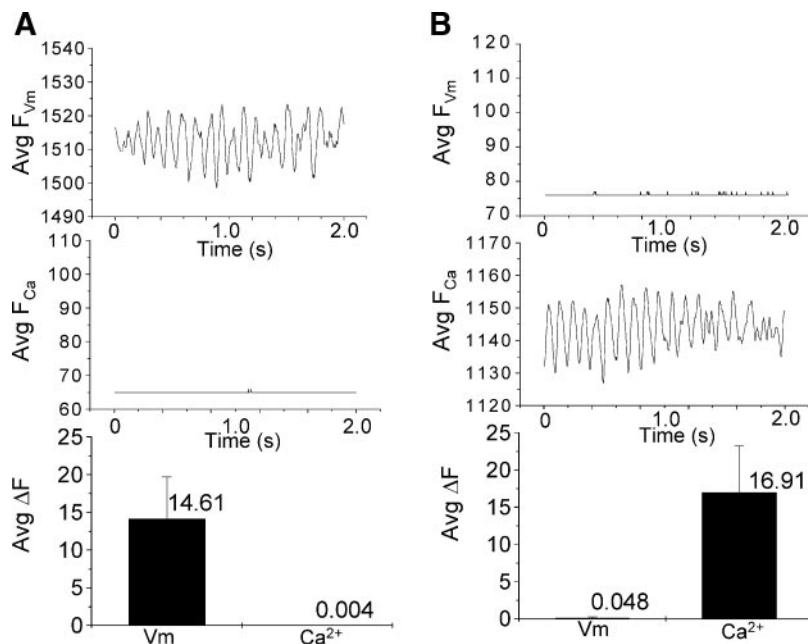 A
1540
1530
1520
1510
1500
1490
Avg F_Vm
0 1.0 2.0
Time (s)
110
100
90
80
70
60
Avg F_Ca
0 1.0 2.0
Time (s)
25
20
15
10
5
0
Avg ΔF
14.61
0.004
Vm Ca²⁺
B
120
110
100
90
80
70
Avg F_Vm
0 1.0 2.0
Time (s)
1170
1160
1150
1140
1130
1120
Avg F_Ca
0 1.0 2.0
Time (s)
25
20
15
10
5
0
Avg ΔF
16.91
0.048
Vm Ca²⁺